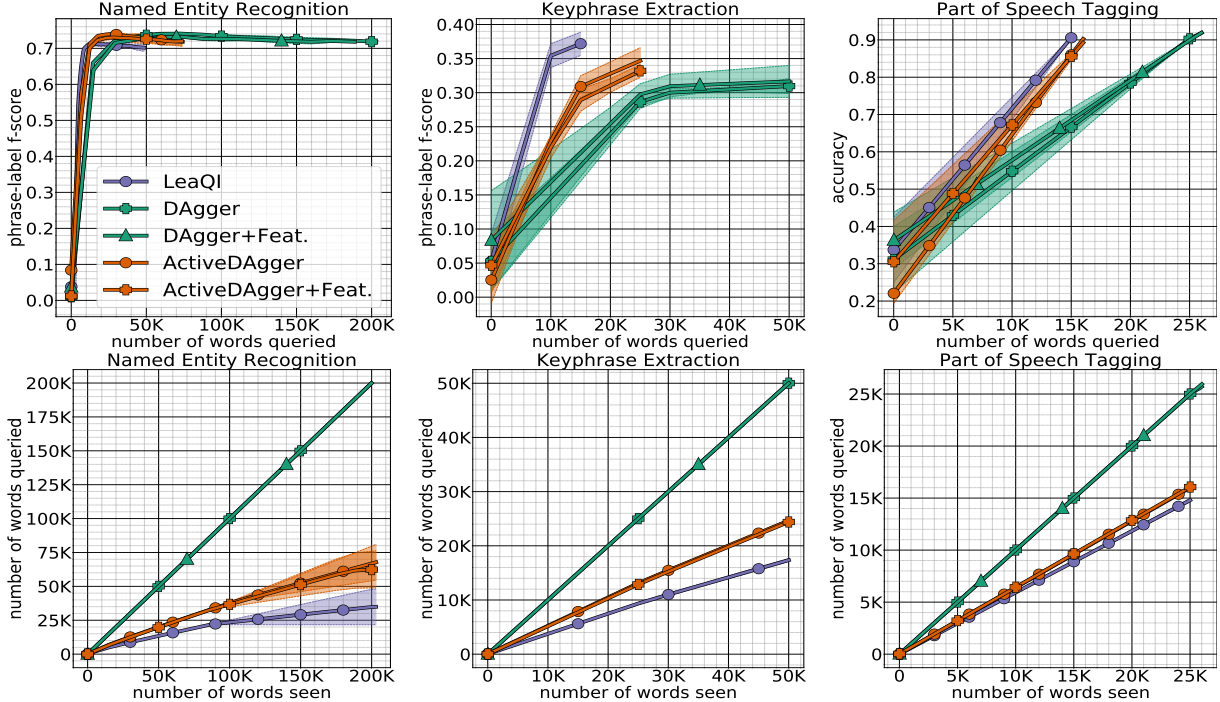 Named Entity Recognition
phrase-label f-score
0.7
0.6
0.5
0.4
0.3
0.2
0.1
0.0
LeaQI
DAgger
DAgger+Feat.
ActiveDAgger
ActiveDAgger+Feat.
0 50K 100K 150K 200K
number of words queried
Keyphrase Extraction
phrase-label f-score
0.40
0.35
0.30
0.25
0.20
0.15
0.10
0.05
0.00
0 10K 20K 30K 40K 50K
number of words queried
Part of Speech Tagging
accuracy
0.9
0.8
0.7
0.6
0.5
0.4
0.3
0.2
0 5K 10K 15K 20K 25K
number of words queried
Named Entity Recognition
number of words queried
200K
175K
150K
125K
100K
75K
50K
25K
0
0 50K 100K 150K 200K
number of words seen
Keyphrase Extraction
number of words queried
50K
40K
30K
20K
10K
0
0 10K 20K 30K 40K 50K
number of words seen
Part of Speech Tagging
number of words queried
25K
20K
15K
10K
5K
0
0 5K 10K 15K 20K 25K
number of words seen